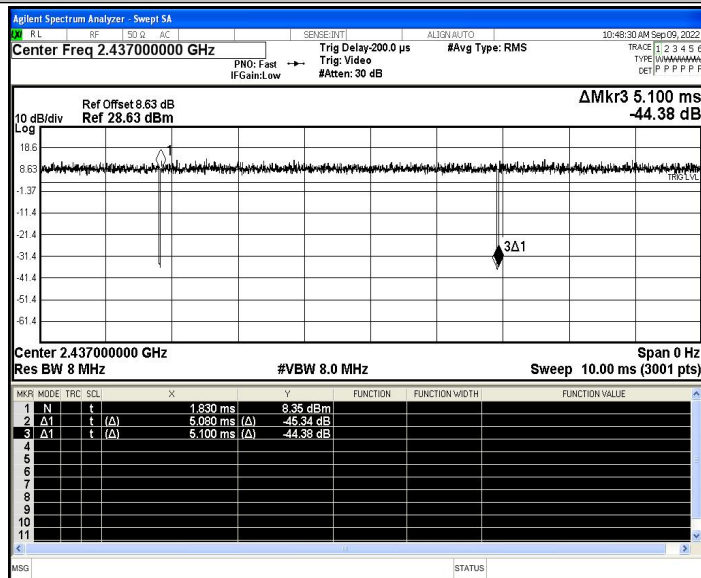 Agilent Spectrum Analyzer - Swept SA
RL RF 50 Ω AC SENSE:INT ALIGN AUTO 10:48:30 AM Sep 09, 2022
Center Freq 2.437000000 GHz Trig Delay-200.0 µs #Avg Type: RMS TRACE 1 2 3 4 5 6
PNO: Fast Trig: Video TYPE
IFGain:Low #Atten: 30 dB DET P P P P P
ΔMkr3 5.100 ms
Ref Offset 8.63 dB
10 dB/div Ref 28.63 dBm -44.38 dB
Log
18.6
1
8.63
TRIG LVL
-1.37
-11.4
-21.4
3Δ1
-31.4
-41.4
-51.4
-61.4
Center 2.437000000 GHz Span 0 Hz
Res BW 8 MHz #VBW 8.0 MHz Sweep 10.00 ms (3001 pts)
MKR MODE TRC SCL X Y FUNCTION FUNCTION WIDTH FUNCTION VALUE
1 N t 1.830 ms 8.35 dBm
2 Δ1 t (Δ) 5.080 ms (Δ) -45.34 dB
3 Δ1 t (Δ) 5.100 ms (Δ) -44.38 dB
4
5
6
7
8
9
10
11
MSG STATUS